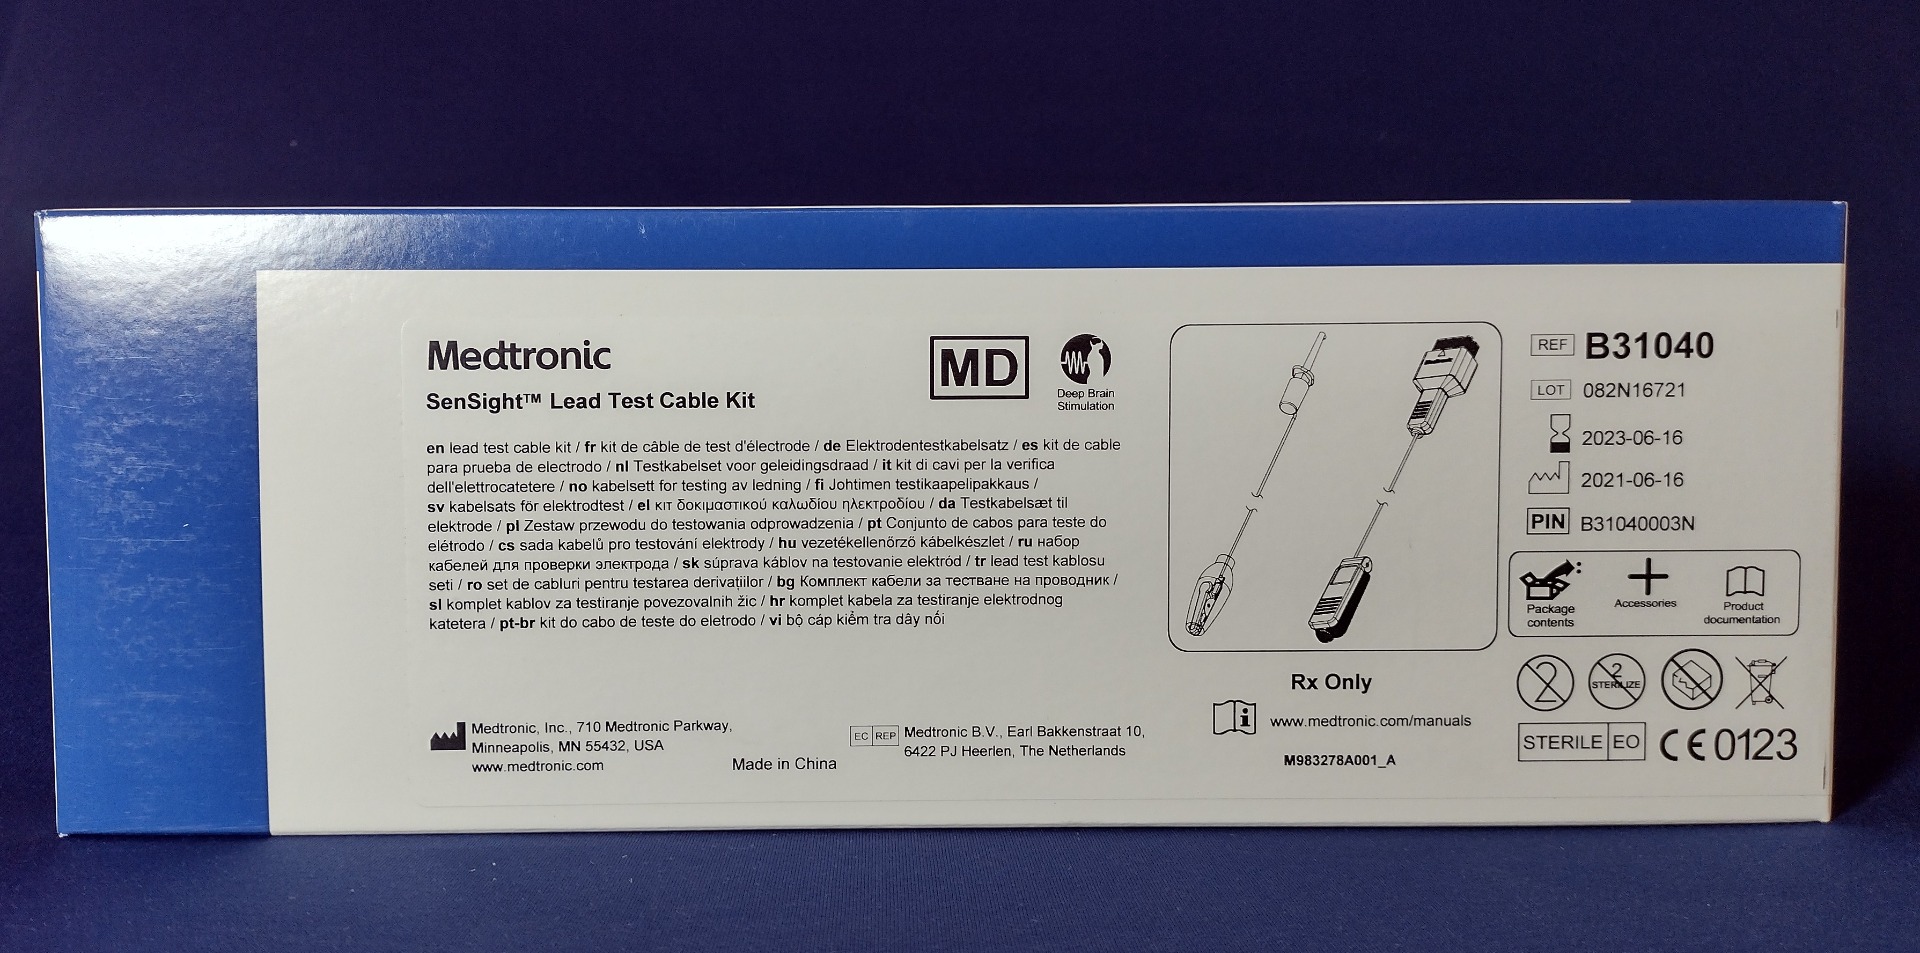 Medtronic
SenSight™ Lead Test Cable Kit
MD
Deep Brain
Stimulation
en lead test cable kit / fr kit de câble de test d'électrode / de Elektrodentestkabelsatz / es kit de cable
para prueba de electrodo / nl Testkabelset voor geleidingsdraad / it kit di cavi per la verifica
dell'elettrocatetere / no kabelsett for testing av ledning / fi Johtimen testikaapelipakkaus /
sv kabelsats för elektrodtest / el κιτ δοκιμαστικού καλωδίου ηλεκτροδίου / da Testkabelsæt til
elektrode / pl Zestaw przewodu do testowania odprowadzenia / pt Conjunto de cabos para teste do
elétrodo / cs sada kabelů pro testování elektrody / hu vezetékellenőrző kábelkészlet / ru набор
кабелей для проверки электрода / sk súprava káblov na testovanie elektród / tr lead test kablosu
seti / ro set de cabluri pentru testarea derivațiilor / bg Комплект кабели за тестване на проводник /
sl komplet kablov za testiranje povezovalnih žic / hr komplet kabela za testiranje elektrodnog
katetera / pt-br kit do cabo de teste do eletrodo / vi bộ cáp kiểm tra dây nối
Medtronic, Inc., 710 Medtronic Parkway,
Minneapolis, MN 55432, USA
www.medtronic.com
Made in China
EC REP Medtronic B.V., Earl Bakkenstraat 10,
6422 PJ Heerlen, The Netherlands
Rx Only
www.medtronic.com/manuals
M983278A001_A
REF B31040
LOT 082N16721
2023-06-16
2021-06-16
PIN B31040003N
Package
contents
Accessories
Product
documentation
2
2
STERILIZE
STERILE EO
CE 0123